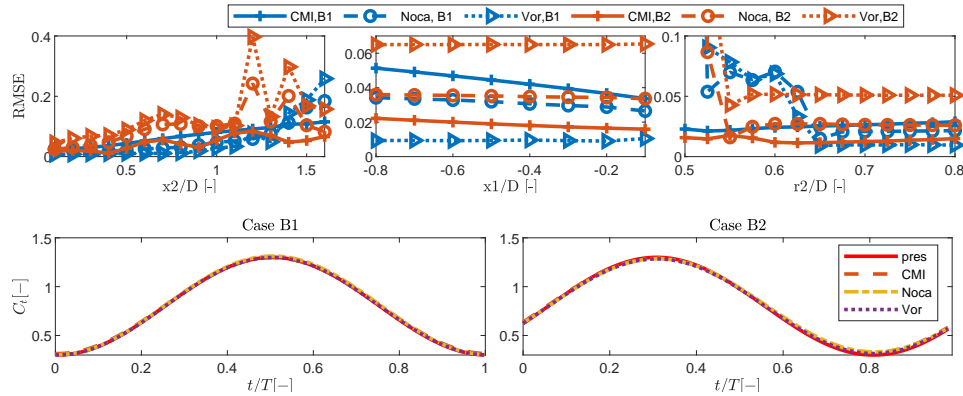 CMI,B1 Noca, B1 Vor,B1 CMI,B2 Noca, B2 Vor,B2
RMSE
0.4
0.2
0
0.5 1 1.5
x2/D [-]
0.06
0.04
0.02
0
-0.8 -0.6 -0.4 -0.2
x1/D [-]
0.1
0.05
0
0.5 0.6 0.7 0.8
r2/D [-]
Case B1
C_t[-]
1.5
1
0.5
0 0.2 0.4 0.6 0.8 1
t/T[-]
Case B2
1.5
1
0.5
0 0.2 0.4 0.6 0.8
t/T[-]
pres
CMI
Noca
Vor